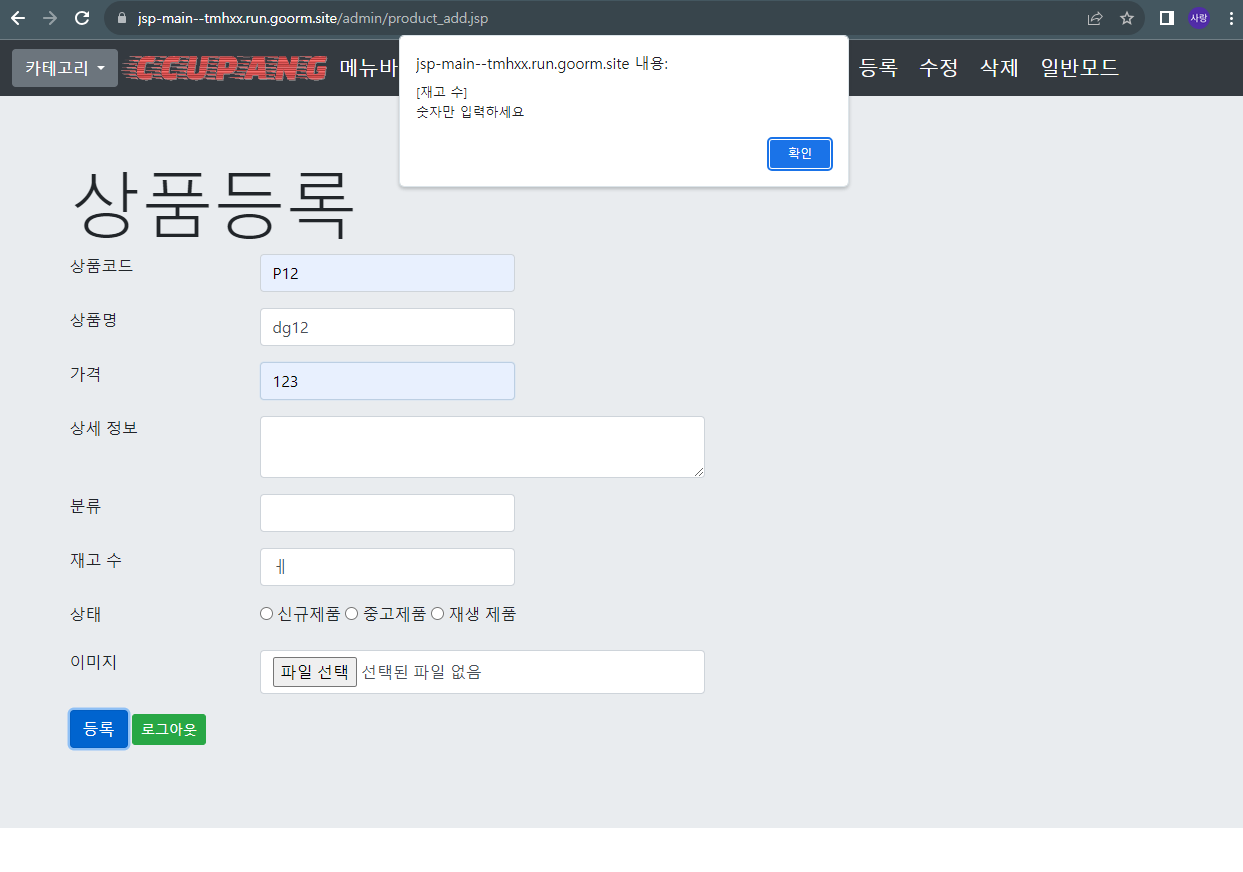 jsp-main--tmhxx.run.goorm.site/admin/product_add.jsp
사랑
카테고리
CCUPANG
메뉴바
등록 수정 삭제 일반모드
jsp-main--tmhxx.run.goorm.site 내용:
[재고 수]
숫자만 입력하세요
확인
상품등록
상품코드 P12
상품명 dg12
가격 123
상세 정보
분류
재고 수 ㅔ
상태 신규제품 중고제품 재생 제품
이미지 파일 선택 선택된 파일 없음
등록 로그아웃